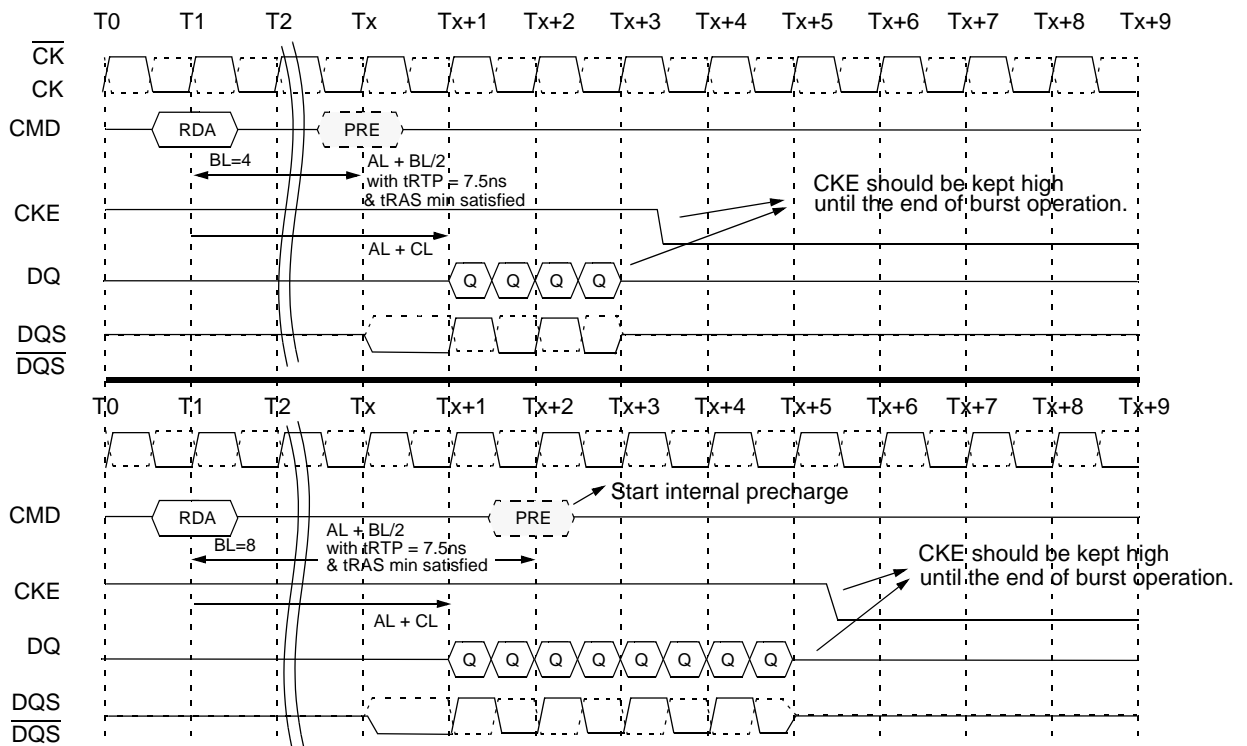 T0 T1 T2 Tx Tx+1 Tx+2 Tx+3 Tx+4 Tx+5 Tx+6 Tx+7 Tx+8 Tx+9
CK
CK
CMD RDA PRE
BL=4 AL + BL/2
with tRTP = 7.5ns
& tRAS min satisfied
CKE should be kept high
until the end of burst operation.
CKE
AL + CL
DQ Q Q Q Q
DQS
DQS
T0 T1 T2 Tx Tx+1 Tx+2 Tx+3 Tx+4 Tx+5 Tx+6 Tx+7 Tx+8 Tx+9
Start internal precharge
CMD RDA PRE
BL=8 AL + BL/2
with tRTP = 7.5ns
& tRAS min satisfied
CKE should be kept high
until the end of burst operation.
CKE
AL + CL
DQ Q Q Q Q Q Q Q Q
DQS
DQS